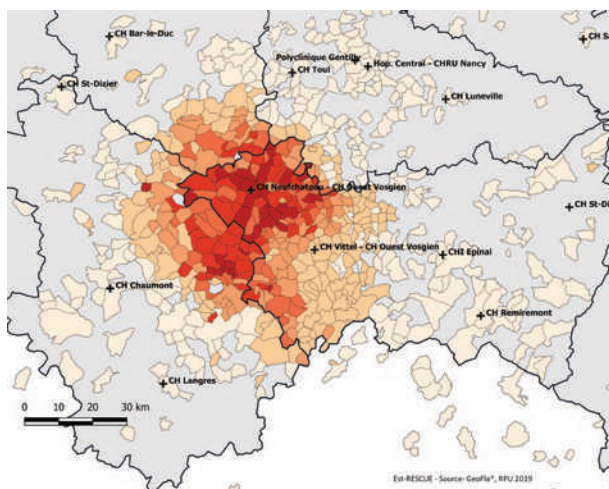 CH Bar-le-Duc
CH S
Polyclinique Gentilly
Hop. Central - CHRU Nancy
CH Toul
CH St-Dizier
CH Luneville
CH Neufchateau - CH Ouest Vosgien
CH St-D
CH Vittel - CH Ouest Vosgien
CHI Epinal
CH Chaumont
CH Remiremont
CH Langres
0 10 20 30 km
Est-RESCUE - Source: GeoFla®, RPU 2019